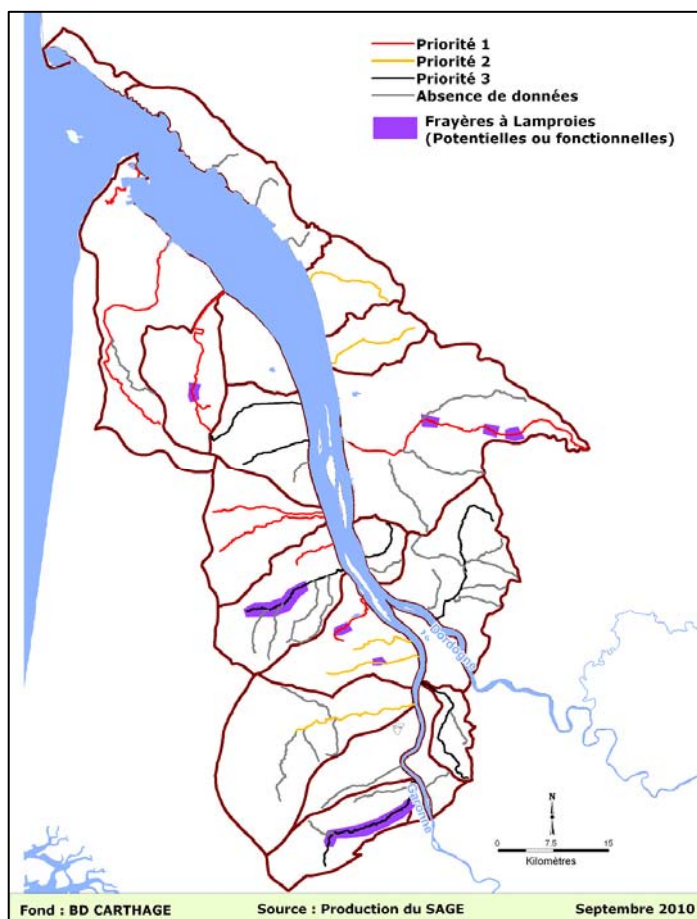 Priorité 1
Priorité 2
Priorité 3
Absence de données
Frayères à Lamproies
(Potentielles ou fonctionnelles)
Dordogne
Garonne
N
0 7.5 15
Kilomètres
Fond : BD CARTHAGE Source : Production du SAGE Septembre 2010